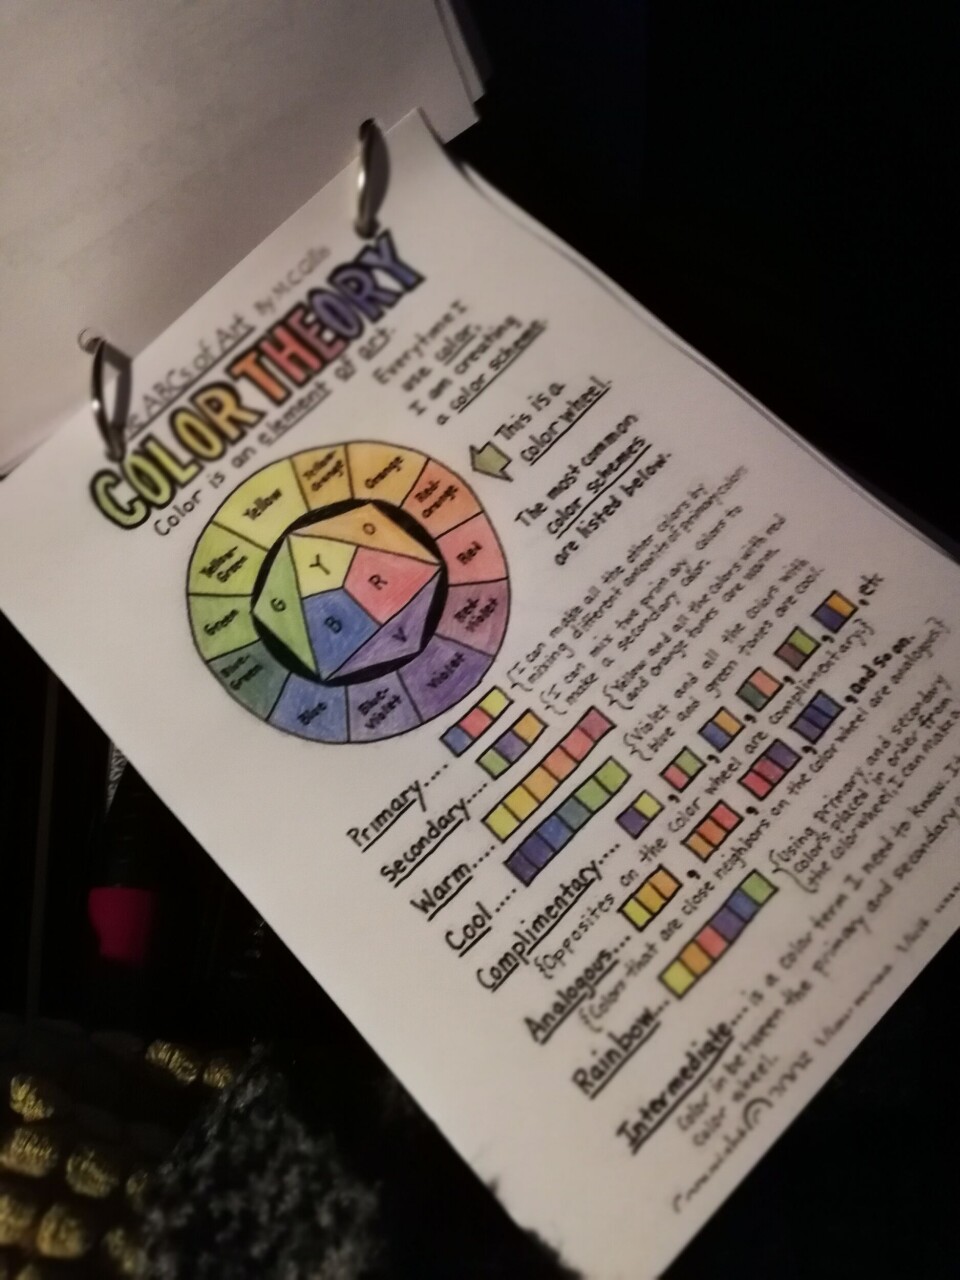 The ABCs of Art By M.C.
COLOR THEORY
Color is an element of art.
Everytime I
use color,
I am creating
a color scheme.
This is a
color wheel.
The most common
color schemes
are listed below.
Yellow
Yellow-Orange
Orange
Red-Orange
Red
Red-Violet
Violet
Blue-Violet
Blue
Blue-Green
Green
Yellow-Green
Y
O
R
V
B
G
Primary....
{I can make all the other colors by
mixing different amounts of primary color
Secondary....
{I can mix two primary colors to
make a secondary color.
Warm....
{Yellow and all the colors with red
and orange tones are warm.
Cool....
{Violet and all the colors with
blue and green tones are cool.
Complimentary.... , , , , , etc
{Opposites on the color wheel are complimentary.}
Analogous... , , , , and so on.
{Colors that are close neighbors on the color wheel are analogous}
Rainbow...
{Using primary, and secondary
colors placed in order from
the color wheel, I can make a
Intermediate... is a color term I need to know. It
color in between the primary and secondary
color wheel.